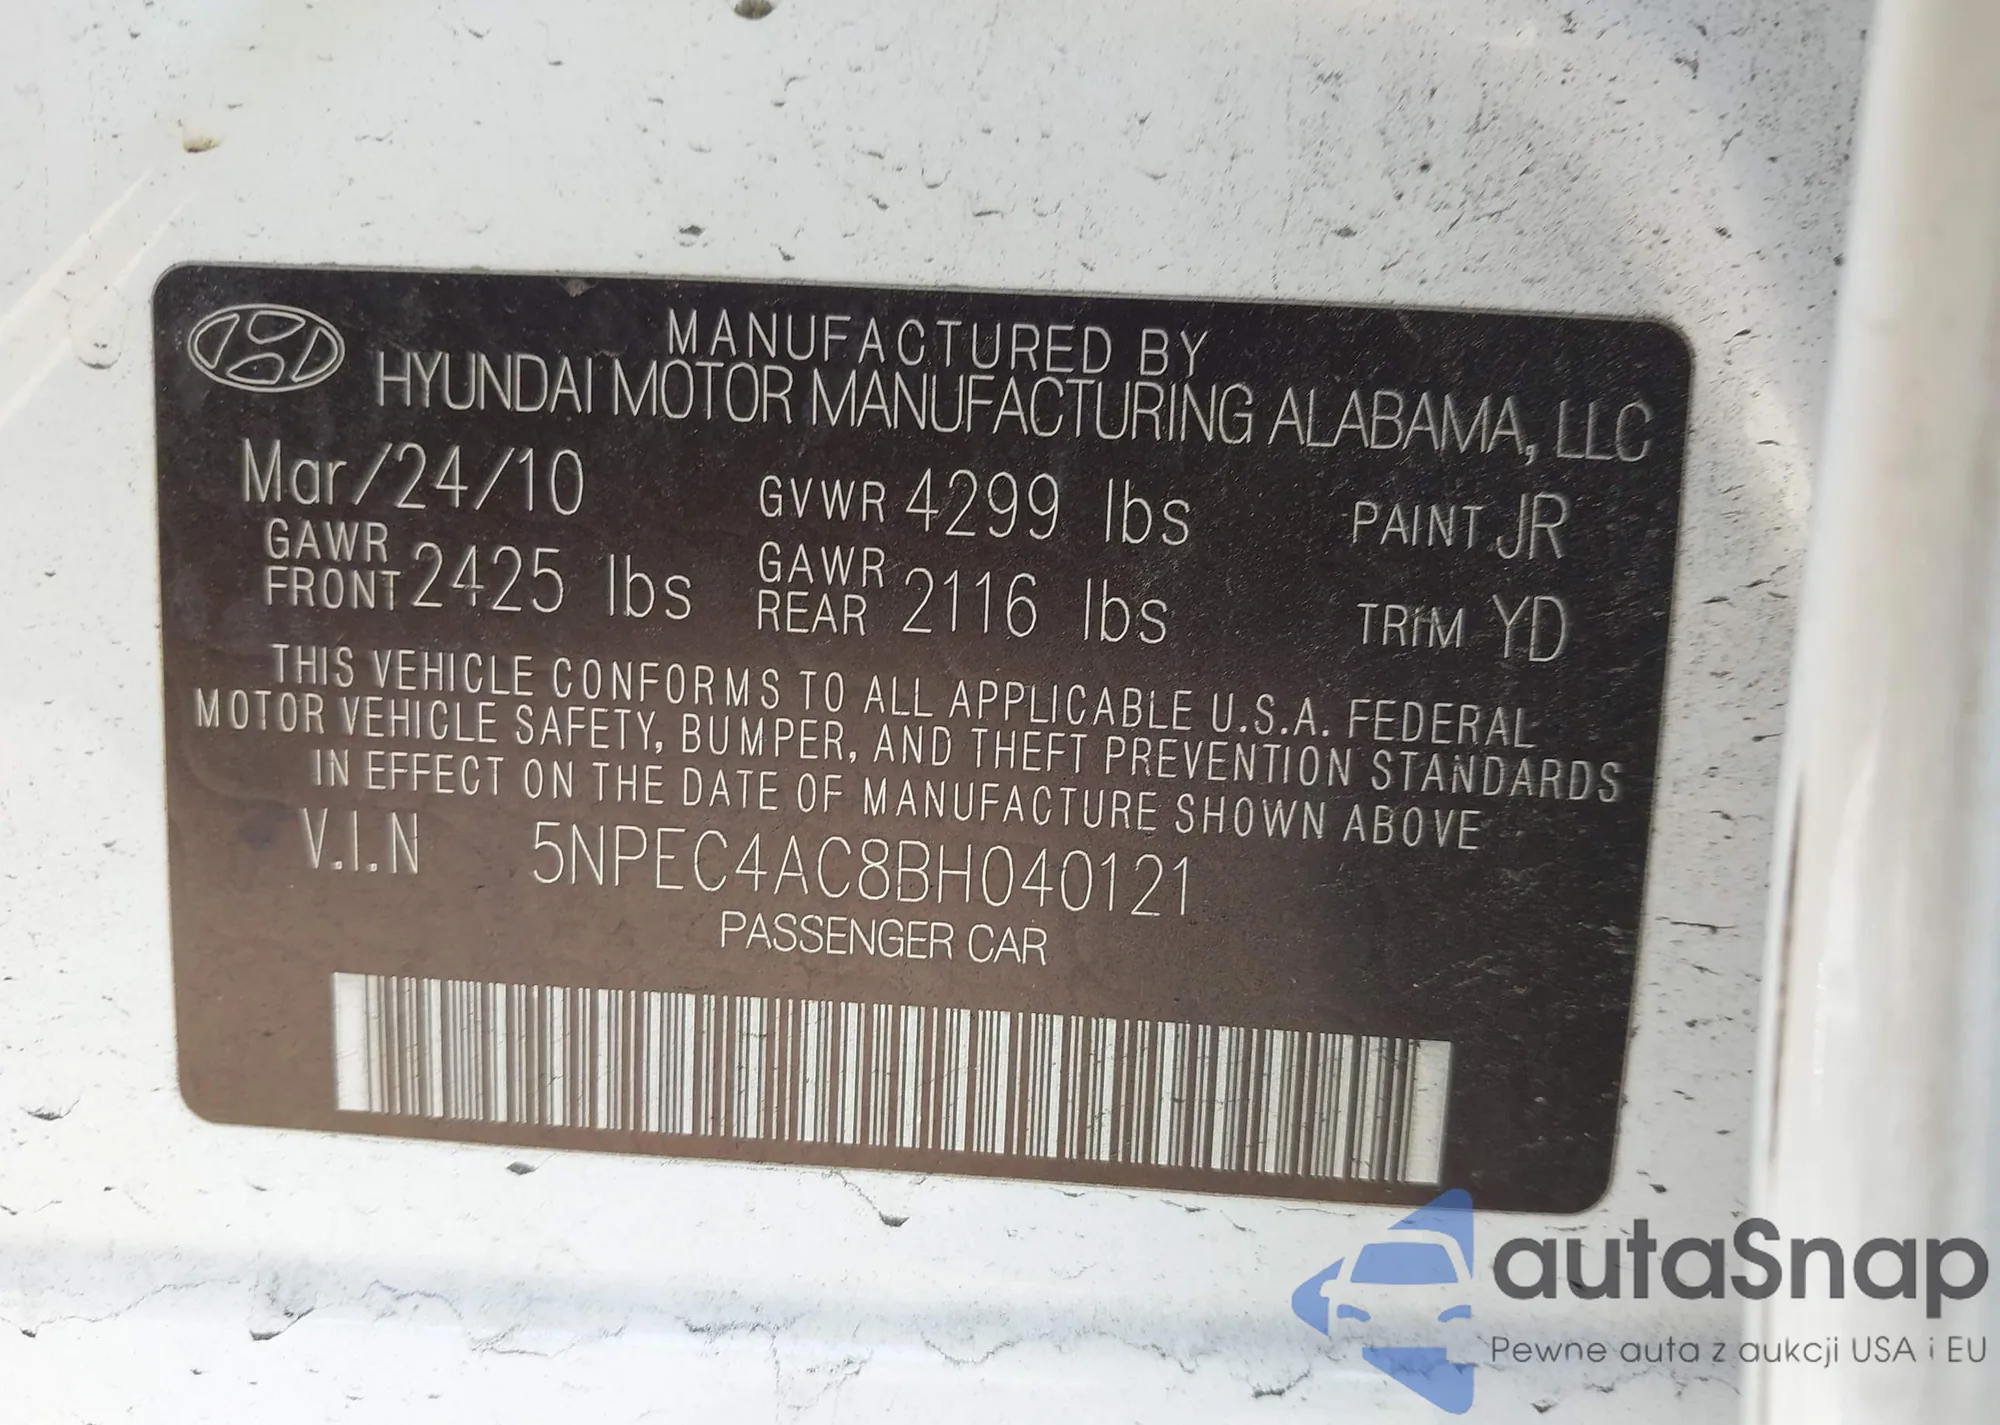 MANUFACTURED BY
HYUNDAI MOTOR MANUFACTURING ALABAMA, LLC
Mar/24/10 GVWR 4299 lbs PAINT JR
GAWR FRONT 2425 lbs GAWR REAR 2116 lbs TRIM YD
THIS VEHICLE CONFORMS TO ALL APPLICABLE U.S.A. FEDERAL
MOTOR VEHICLE SAFETY, BUMPER, AND THEFT PREVENTION STANDARDS
IN EFFECT ON THE DATE OF MANUFACTURE SHOWN ABOVE
V.I.N 5NPEC4AC8BH040121
PASSENGER CAR
autaSnap
Pewne auta z aukcji USA i EU